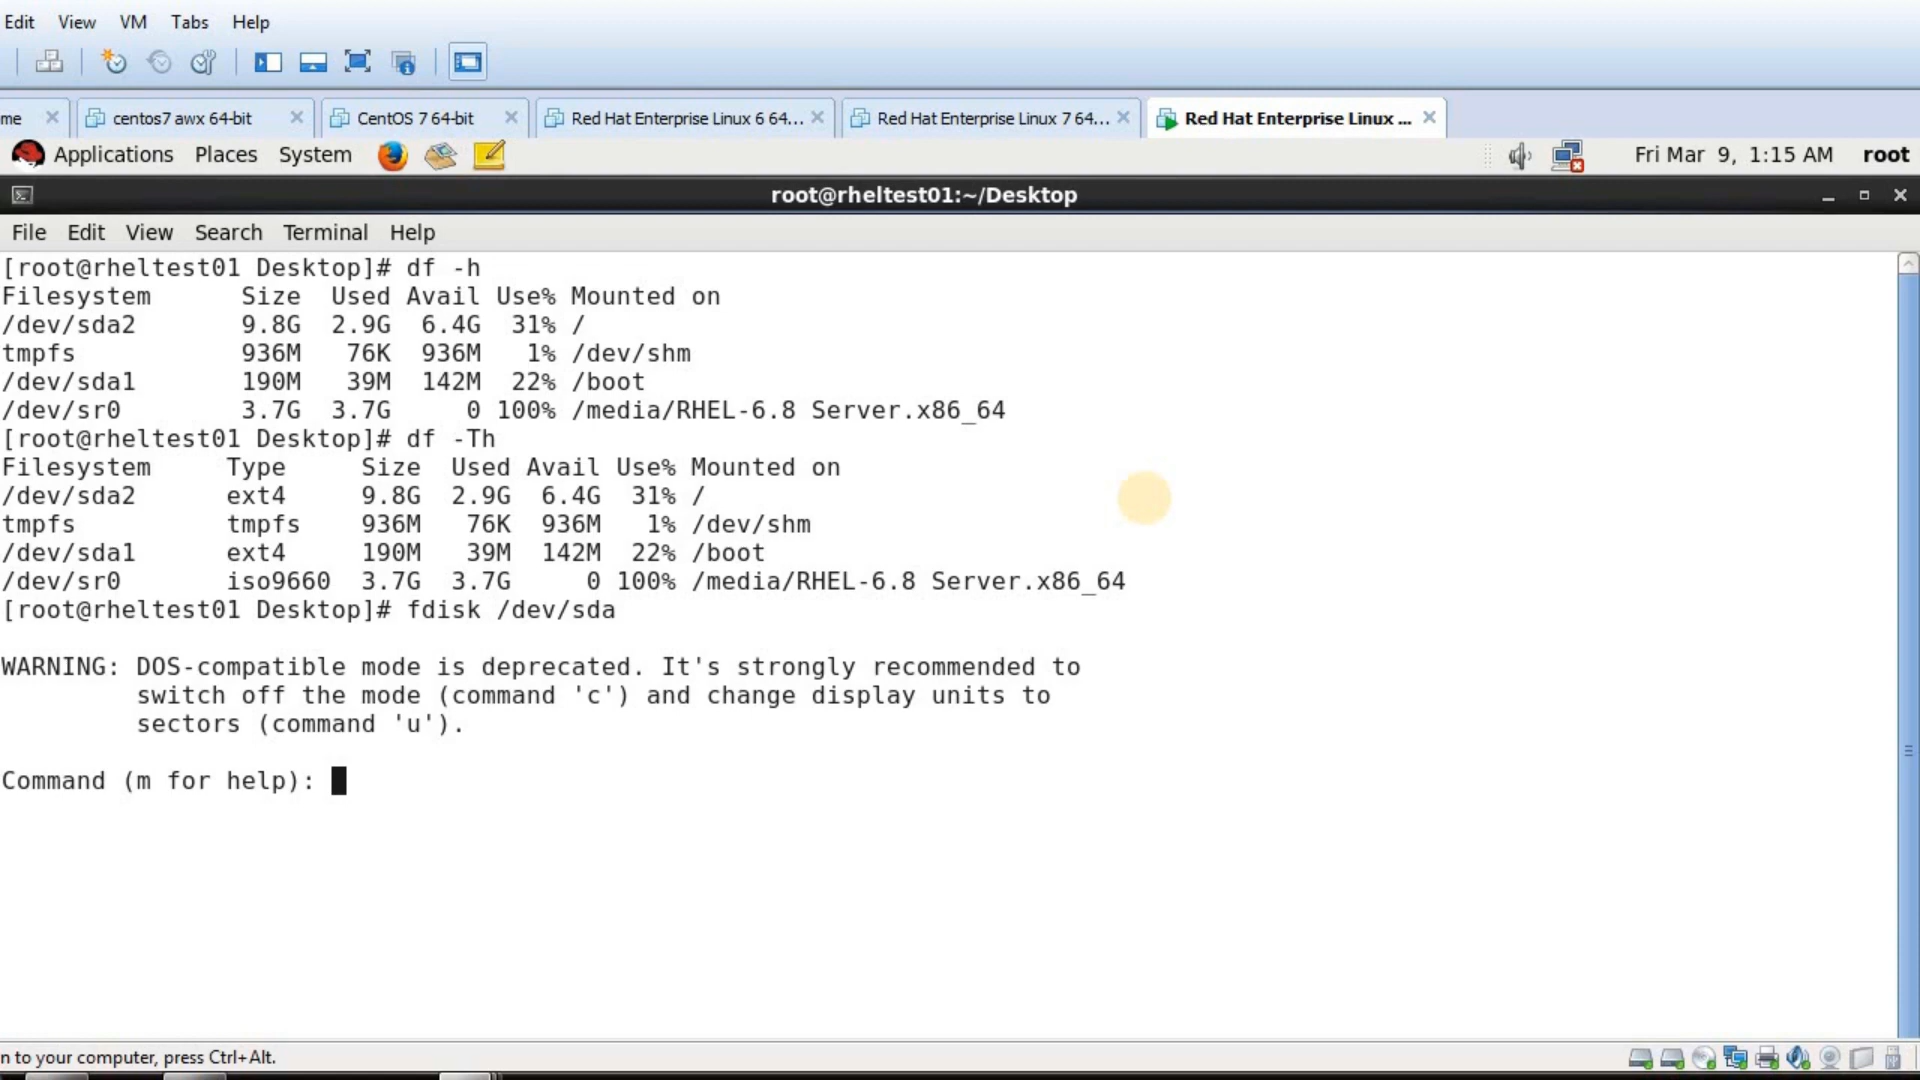 Edit View VM Tabs Help
me centos7 awx 64-bit CentOS 7 64-bit Red Hat Enterprise Linux 6 64... Red Hat Enterprise Linux 7 64... Red Hat Enterprise Linux ...
Applications Places System Fri Mar 9, 1:15 AM root
root@rheltest01:~/Desktop
File Edit View Search Terminal Help
[root@rheltest01 Desktop]# df -h
Filesystem      Size  Used Avail Use% Mounted on
/dev/sda2       9.8G  2.9G  6.4G  31% /
tmpfs           936M   76K  936M   1% /dev/shm
/dev/sda1       190M   39M  142M  22% /boot
/dev/sr0        3.7G  3.7G     0 100% /media/RHEL-6.8 Server.x86_64
[root@rheltest01 Desktop]# df -Th
Filesystem     Type     Size  Used Avail Use% Mounted on
/dev/sda2      ext4     9.8G  2.9G  6.4G  31% /
tmpfs          tmpfs    936M   76K  936M   1% /dev/shm
/dev/sda1      ext4     190M   39M  142M  22% /boot
/dev/sr0       iso9660  3.7G  3.7G     0 100% /media/RHEL-6.8 Server.x86_64
[root@rheltest01 Desktop]# fdisk /dev/sda
WARNING: DOS-compatible mode is deprecated. It's strongly recommended to
         switch off the mode (command 'c') and change display units to
         sectors (command 'u').
Command (m for help):
n to your computer, press Ctrl+Alt.